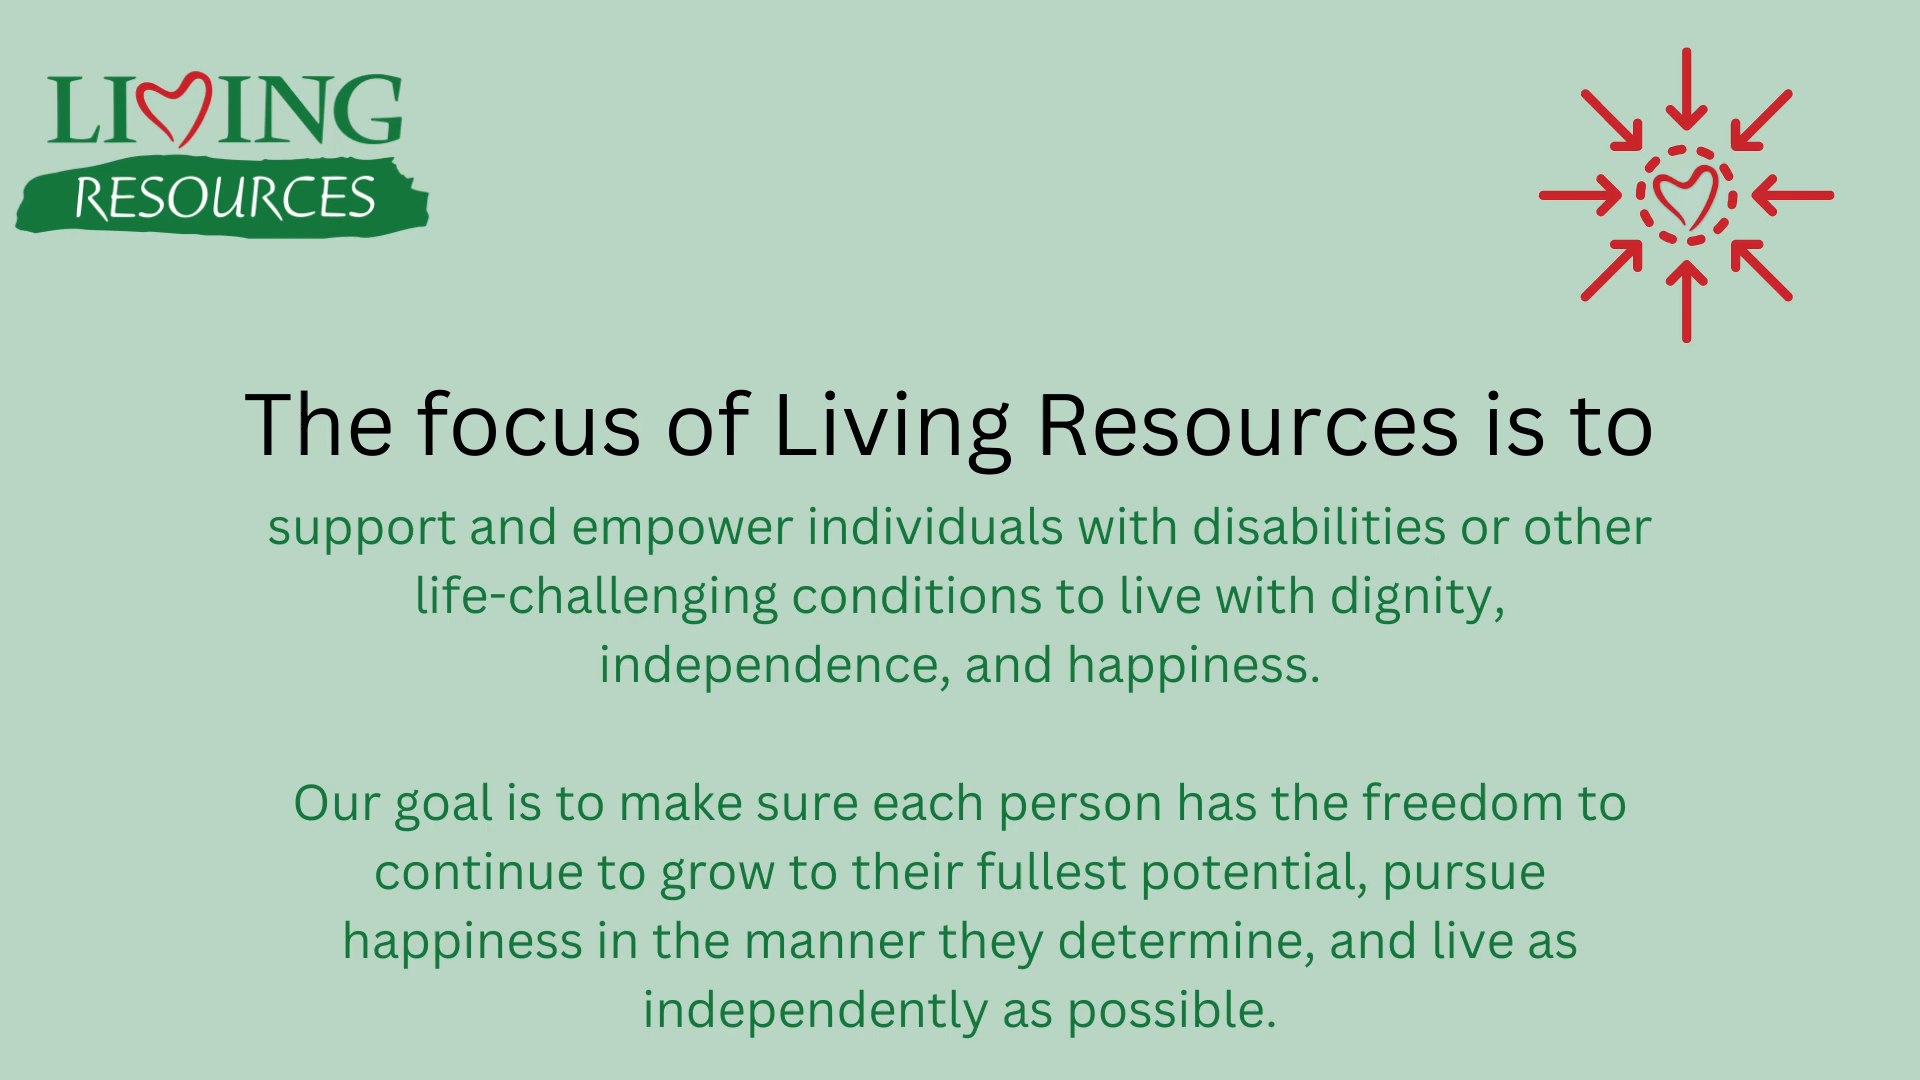 LIVING
RESOURCES
The focus of Living Resources is to
support and empower individuals with disabilities or other
life-challenging conditions to live with dignity,
independence, and happiness.
Our goal is to make sure each person has the freedom to
continue to grow to their fullest potential, pursue
happiness in the manner they determine, and live as
independently as possible.